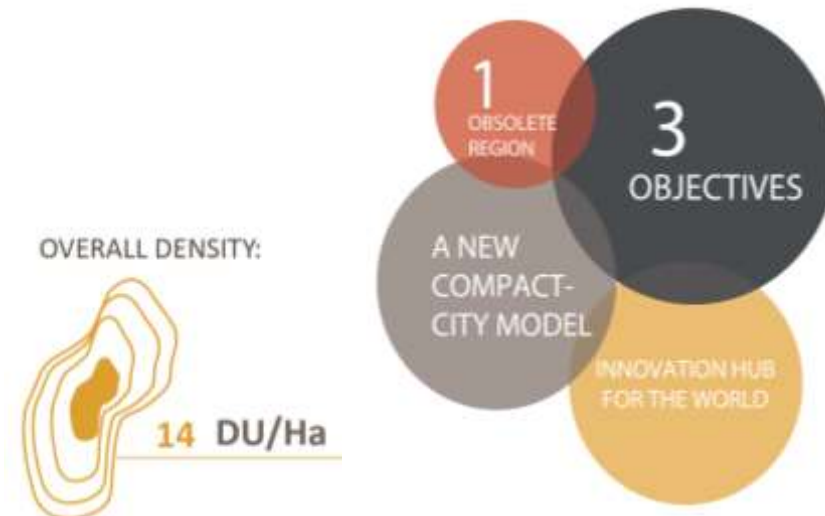 1
OBSOLETE
REGION
3
OBJECTIVES
OVERALL DENSITY:
A NEW
COMPACT-
CITY MODEL
INNOVATION HUB
FOR THE WORLD
14 DU/Ha